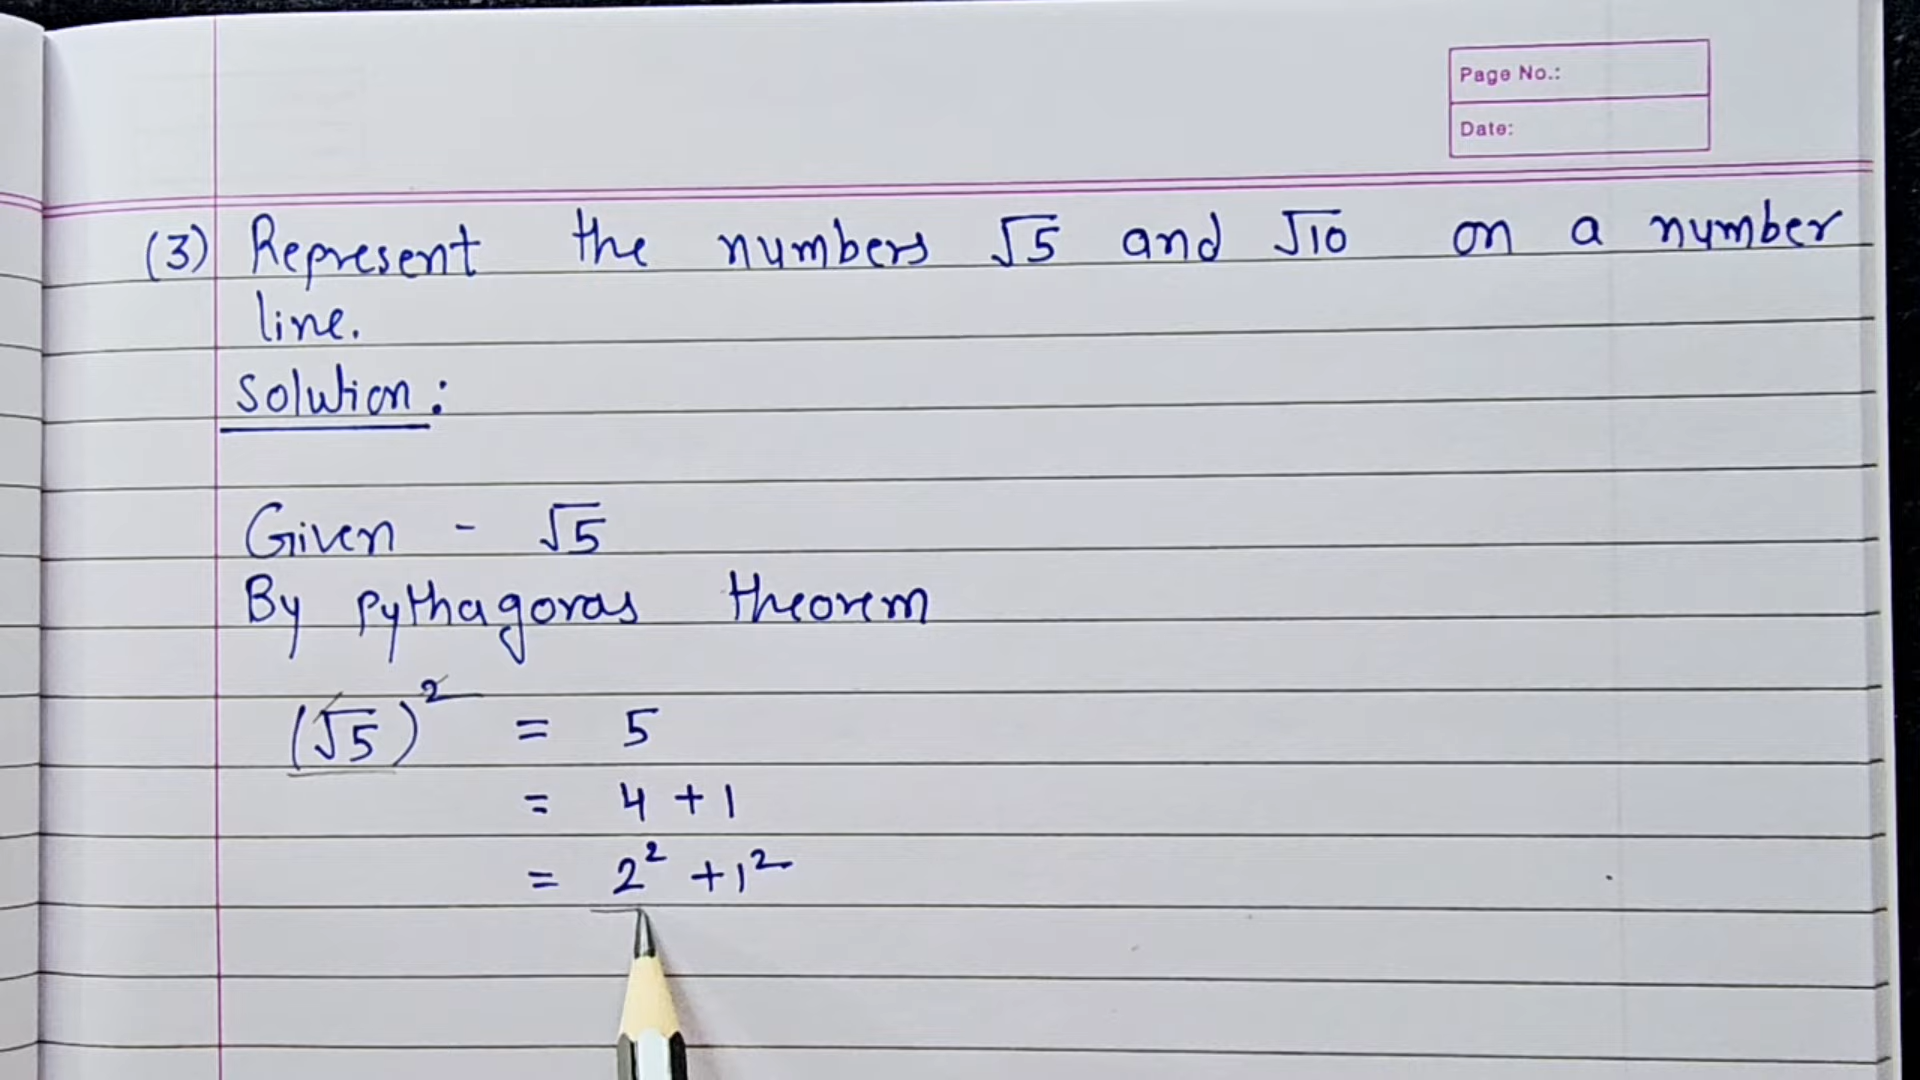 Page No.:
Date:
(3) Represent the numbers √5 and √10 on a number
line.
Solution:
Given - √5
By pythagoras theorem
(√5)² = 5
= 4 + 1
= 2² + 1²